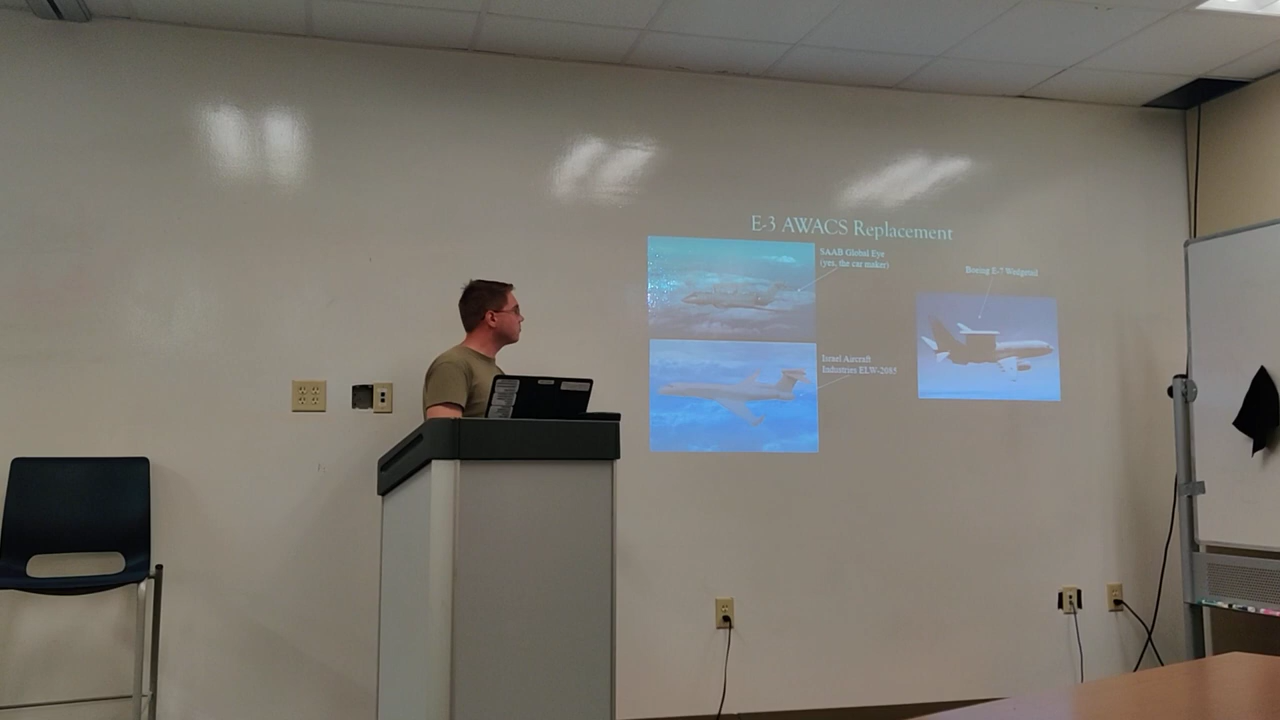 E-3 AWACS Replacement
SAAB Global Eye
(yes, the car maker)
Boeing E-7 Wedgetail
Israel Aircraft
Industries ELW-2085